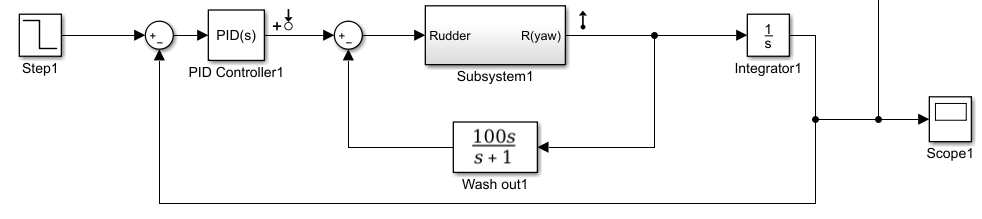 Step1
+
−
PID(s)
PID Controller1
+
−
Rudder
R(yaw)
Subsystem1
1
s
Integrator1
100s
s + 1
Wash out1
Scope1